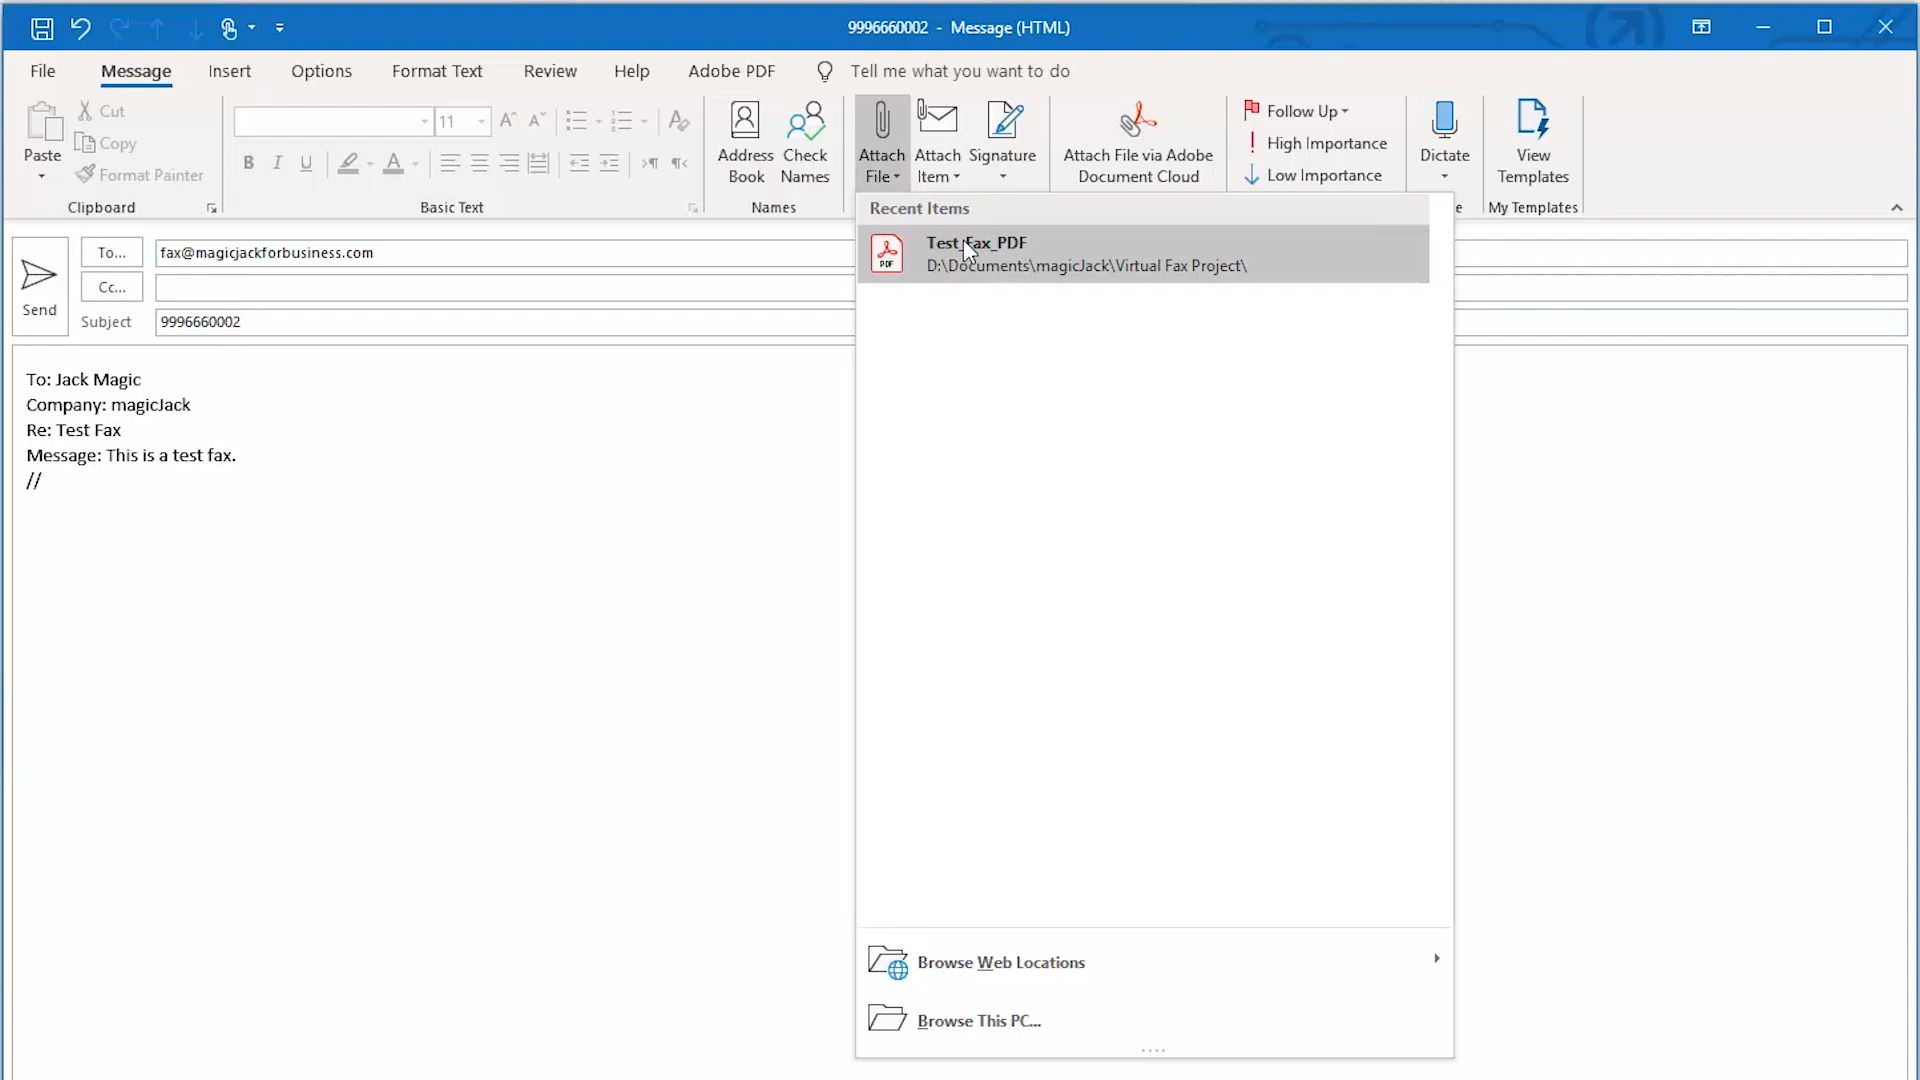 9996660002 - Message (HTML)
File Message Insert Options Format Text Review Help Adobe PDF Tell me what you want to do
Paste
Cut
Copy
Format Painter
Clipboard
11
B I U
Basic Text
Address Book
Check Names
Names
Attach File
Attach Item
Signature
Attach File via Adobe Document Cloud
Follow Up
High Importance
Low Importance
Dictate
e
View Templates
My Templates
Recent Items
PDF
Test_Fax_PDF
D:\Documents\magicJack\Virtual Fax Project\
Browse Web Locations
Browse This PC...
Send
To... fax@magicjackforbusiness.com
Cc...
Subject 9996660002
To: Jack Magic
Company: magicJack
Re: Test Fax
Message: This is a test fax.
//